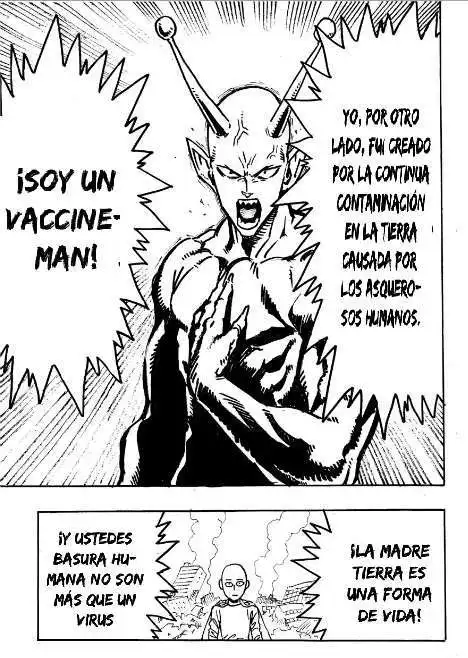 YO, POR OTRO
LADO, FUI CREADO
POR LA CONTINUA
CONTAMINACIÓN
EN LA TIERRA
CAUSADA POR
LOS ASQUERO-
SOS HUMANOS.
¡SOY UN
VACCINE-
MAN!
¡LA MADRE
TIERRA ES
UNA FORMA
DE VIDA!
¡Y USTEDES
BASURA HU-
MANA NO SON
MÁS QUE UN
VIRUS